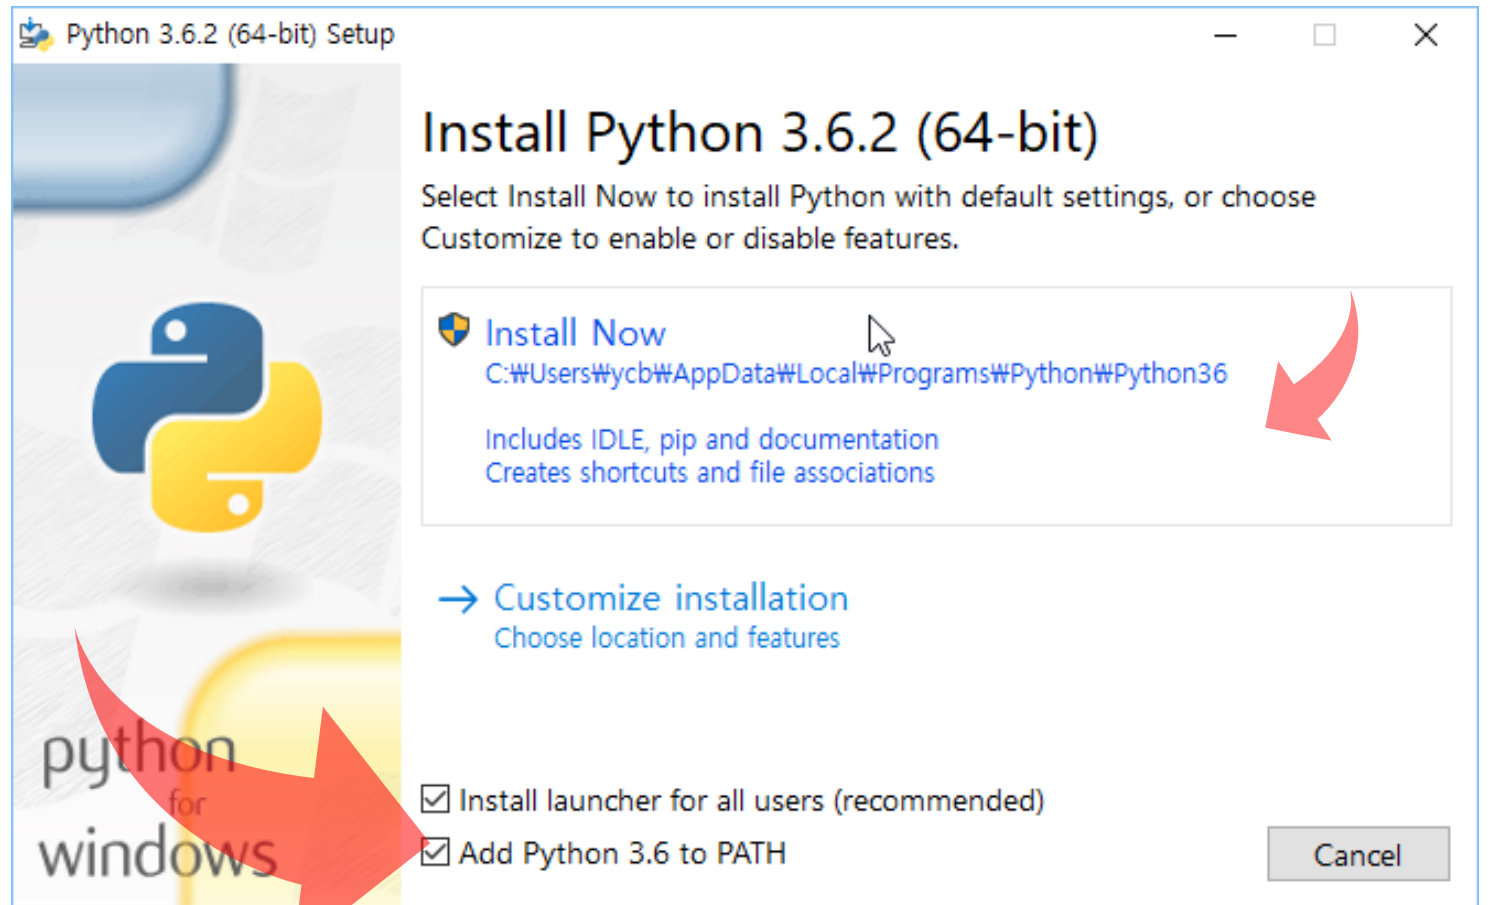 Python 3.6.2 (64-bit) Setup
Install Python 3.6.2 (64-bit)
Select Install Now to install Python with default settings, or choose
Customize to enable or disable features.
Install Now
C:₩Users₩ycb₩AppData₩Local₩Programs₩Python₩Python36
Includes IDLE, pip and documentation
Creates shortcuts and file associations
Customize installation
Choose location and features
python
for
windows
Install launcher for all users (recommended)
Add Python 3.6 to PATH
Cancel